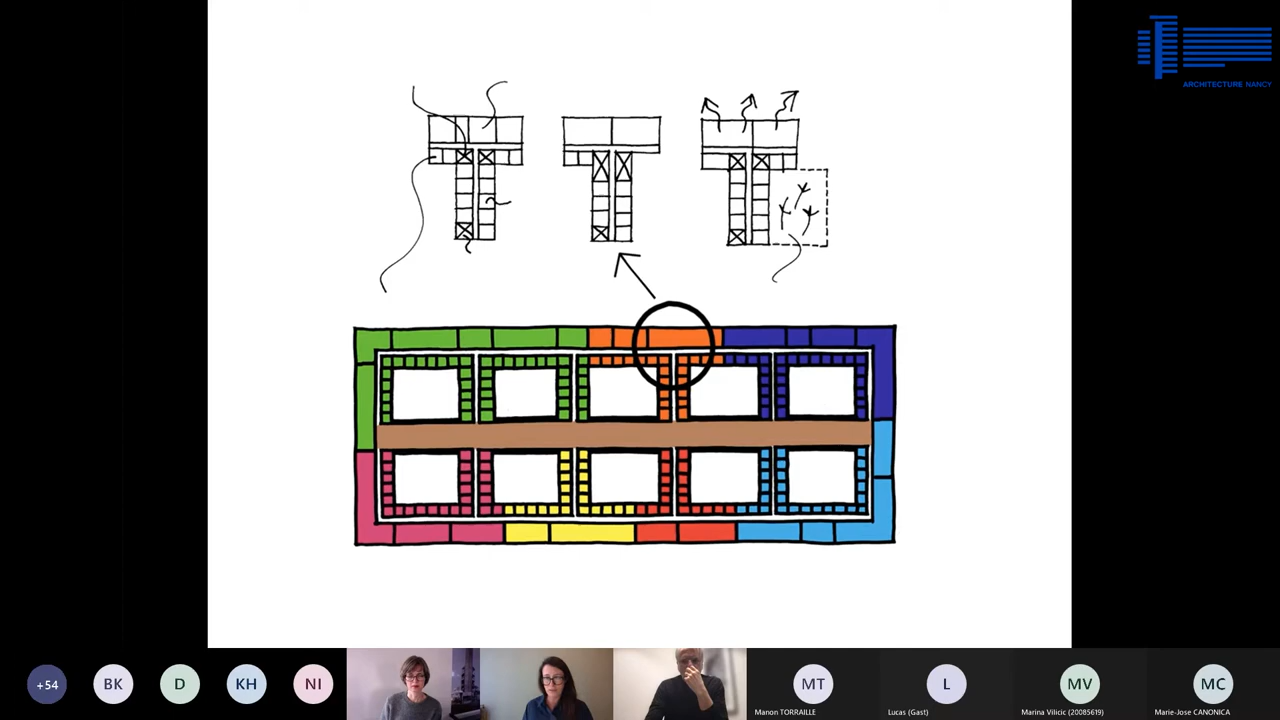 ARCHITECTURE NANCY
+54
BK
D
KH
NI
MT
L
MV
MC
Manon TORRAILLE
Lucas (Gast)
Marina Vilicic (20085619)
Marie-Jose CANONICA